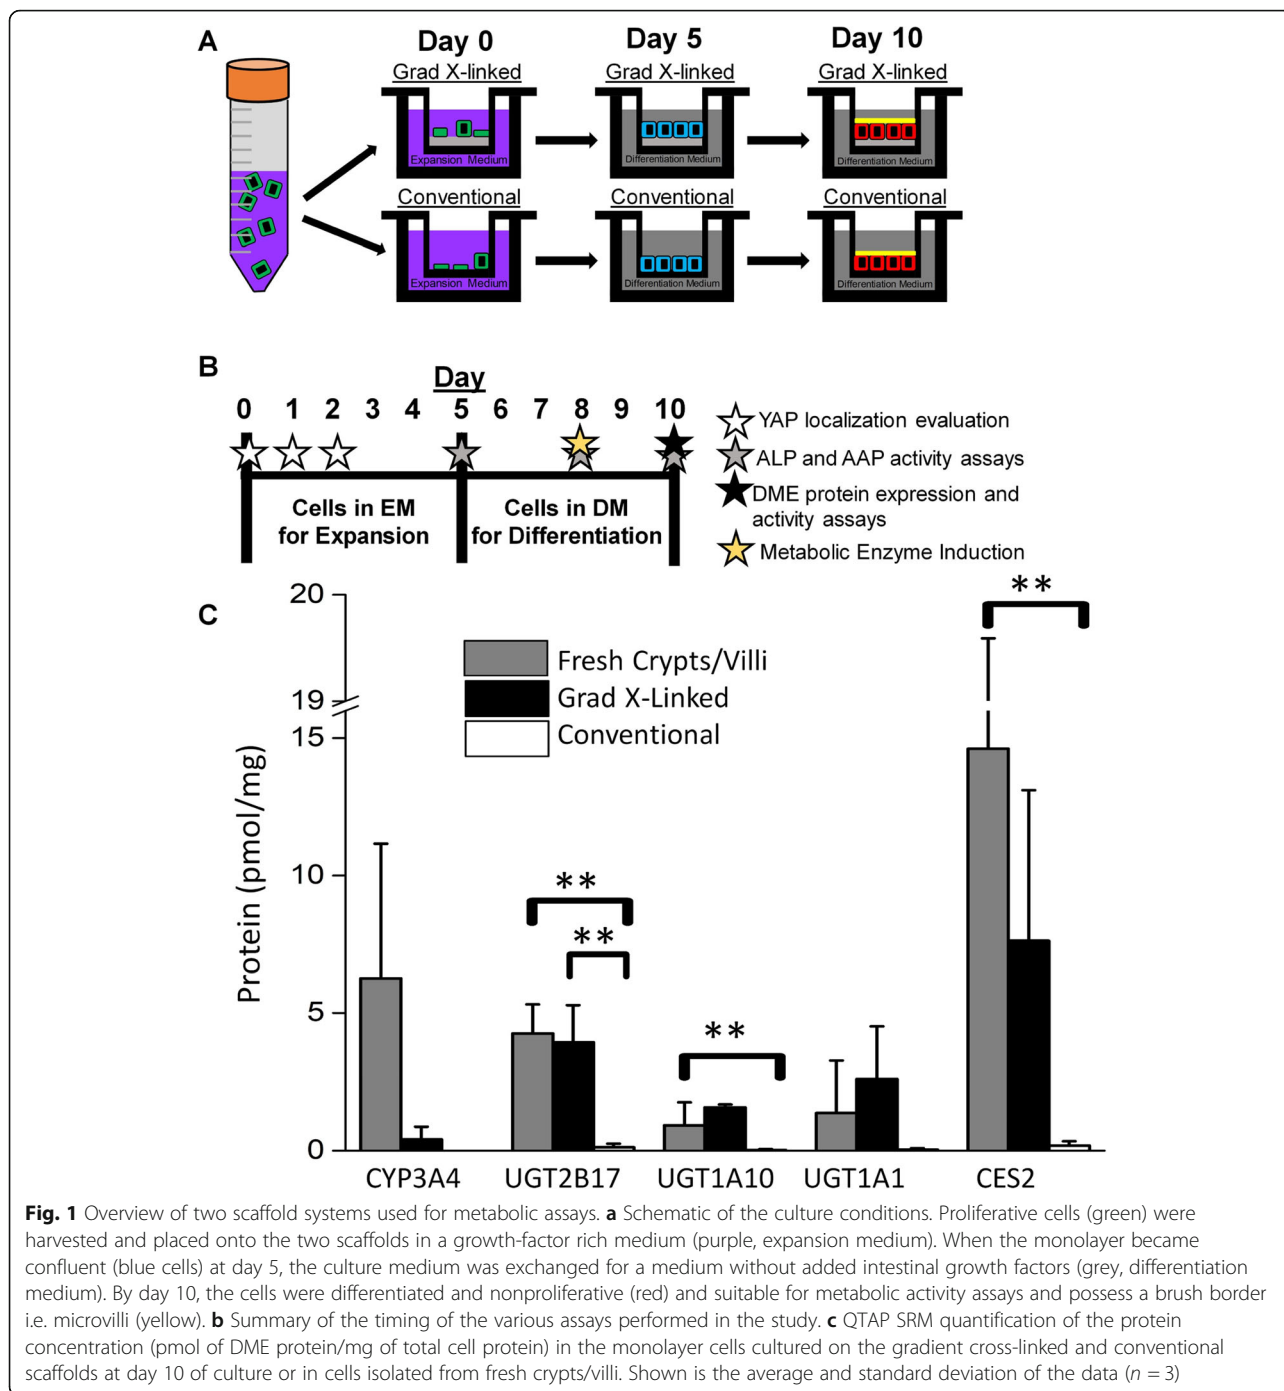 A
Day 0 Day 5 Day 10
Grad X-linked Grad X-linked Grad X-linked
Expansion Medium Differentiation Medium Differentiation Medium
Conventional Conventional Conventional
Expansion Medium Differentiation Medium Differentiation Medium
B
Day
0 1 2 3 4 5 6 7 8 9 10
Cells in EM
for Expansion
Cells in DM
for Differentiation
YAP localization evaluation
ALP and AAP activity assays
DME protein expression and
activity assays
Metabolic Enzyme Induction
C
Protein (pmol/mg)
20
19
15
10
5
0
Fresh Crypts/Villi
Grad X-Linked
Conventional
**
**
**
**
CYP3A4 UGT2B17 UGT1A10 UGT1A1 CES2
Fig. 1 Overview of two scaffold systems used for metabolic assays. a Schematic of the culture conditions. Proliferative cells (green) were
harvested and placed onto the two scaffolds in a growth-factor rich medium (purple, expansion medium). When the monolayer became
confluent (blue cells) at day 5, the culture medium was exchanged for a medium without added intestinal growth factors (grey, differentiation
medium). By day 10, the cells were differentiated and nonproliferative (red) and suitable for metabolic activity assays and possess a brush border
i.e. microvilli (yellow). b Summary of the timing of the various assays performed in the study. c QTAP SRM quantification of the protein
concentration (pmol of DME protein/mg of total cell protein) in the monolayer cells cultured on the gradient cross-linked and conventional
scaffolds at day 10 of culture or in cells isolated from fresh crypts/villi. Shown is the average and standard deviation of the data (n = 3)